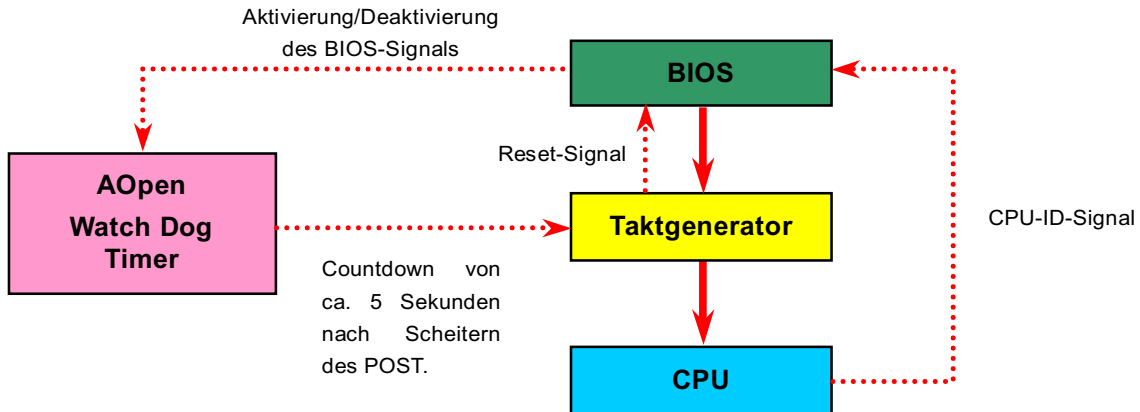 Aktivierung/Deaktivierung
des BIOS-Signals
BIOS
Reset-Signal
AOpen
Watch Dog
Timer
Taktgenerator
CPU-ID-Signal
Countdown von
ca. 5 Sekunden
nach Scheitern
des POST.
CPU